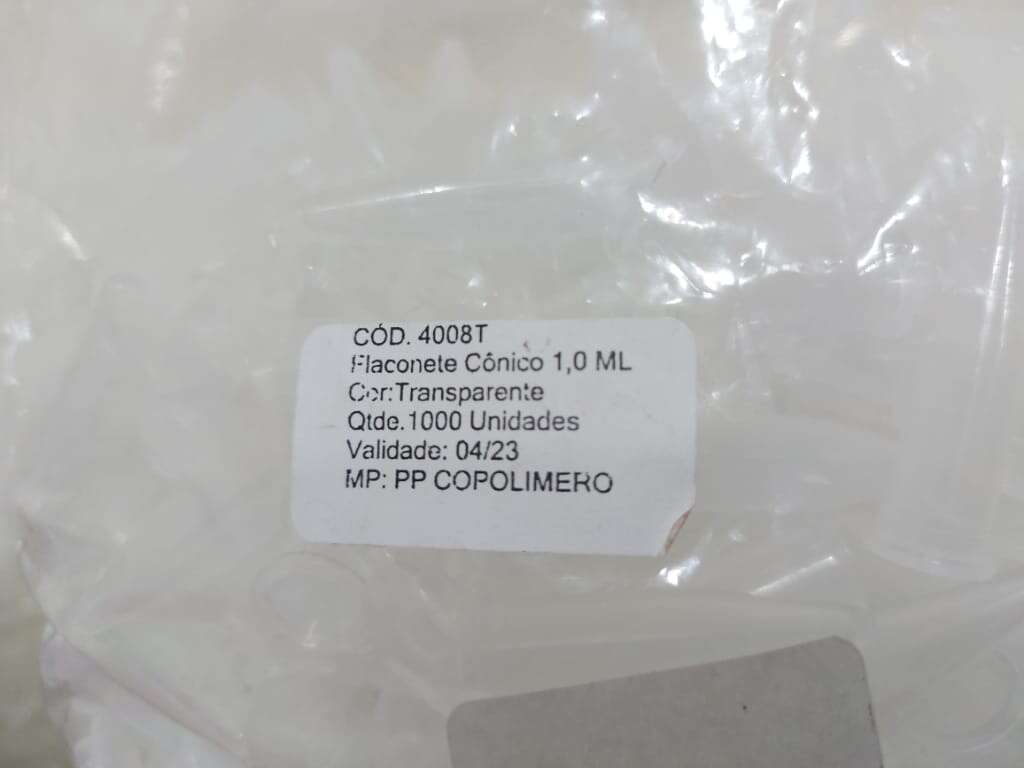 CÓD. 4008T
Flaconete Cônico 1,0 ML
Cor:Transparente
Qtde.1000 Unidades
Validade: 04/23
MP: PP COPOLIMERO